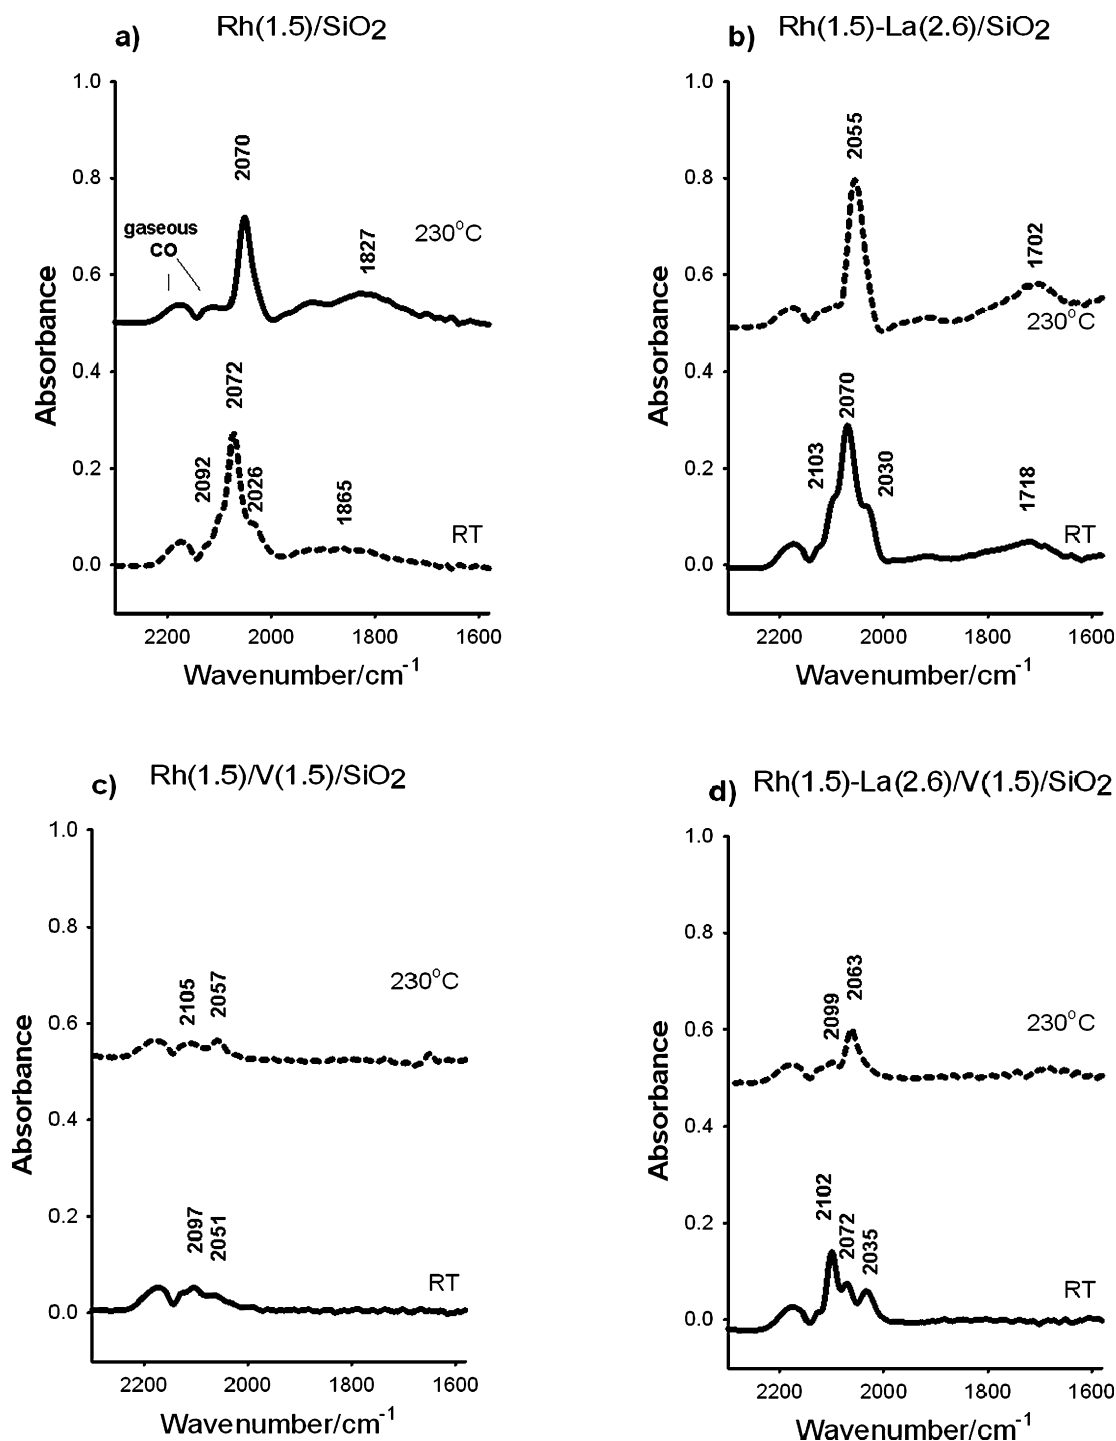 a) Rh(1.5)/SiO2
1.0
0.8
0.6
0.4
0.2
0.0
Absorbance
gaseous
CO
2070
1827
230°C
2072
2092
2026
1865
RT
2200 2000 1800 1600
Wavenumber/cm-1
b) Rh(1.5)-La(2.6)/SiO2
1.0
0.8
0.6
0.4
0.2
0.0
Absorbance
2055
1702
230°C
2070
2103
2030
1718
RT
2200 2000 1800 1600
Wavenumber/cm-1
c) Rh(1.5)/V(1.5)/SiO2
1.0
0.8
0.6
0.4
0.2
0.0
Absorbance
2105
2057
230°C
2097
2051
RT
2200 2000 1800 1600
Wavenumber/cm-1
d) Rh(1.5)-La(2.6)/V(1.5)/SiO2
1.0
0.8
0.6
0.4
0.2
0.0
Absorbance
2099
2063
230°C
2102
2072
2035
RT
2200 2000 1800 1600
Wavenumber/cm-1